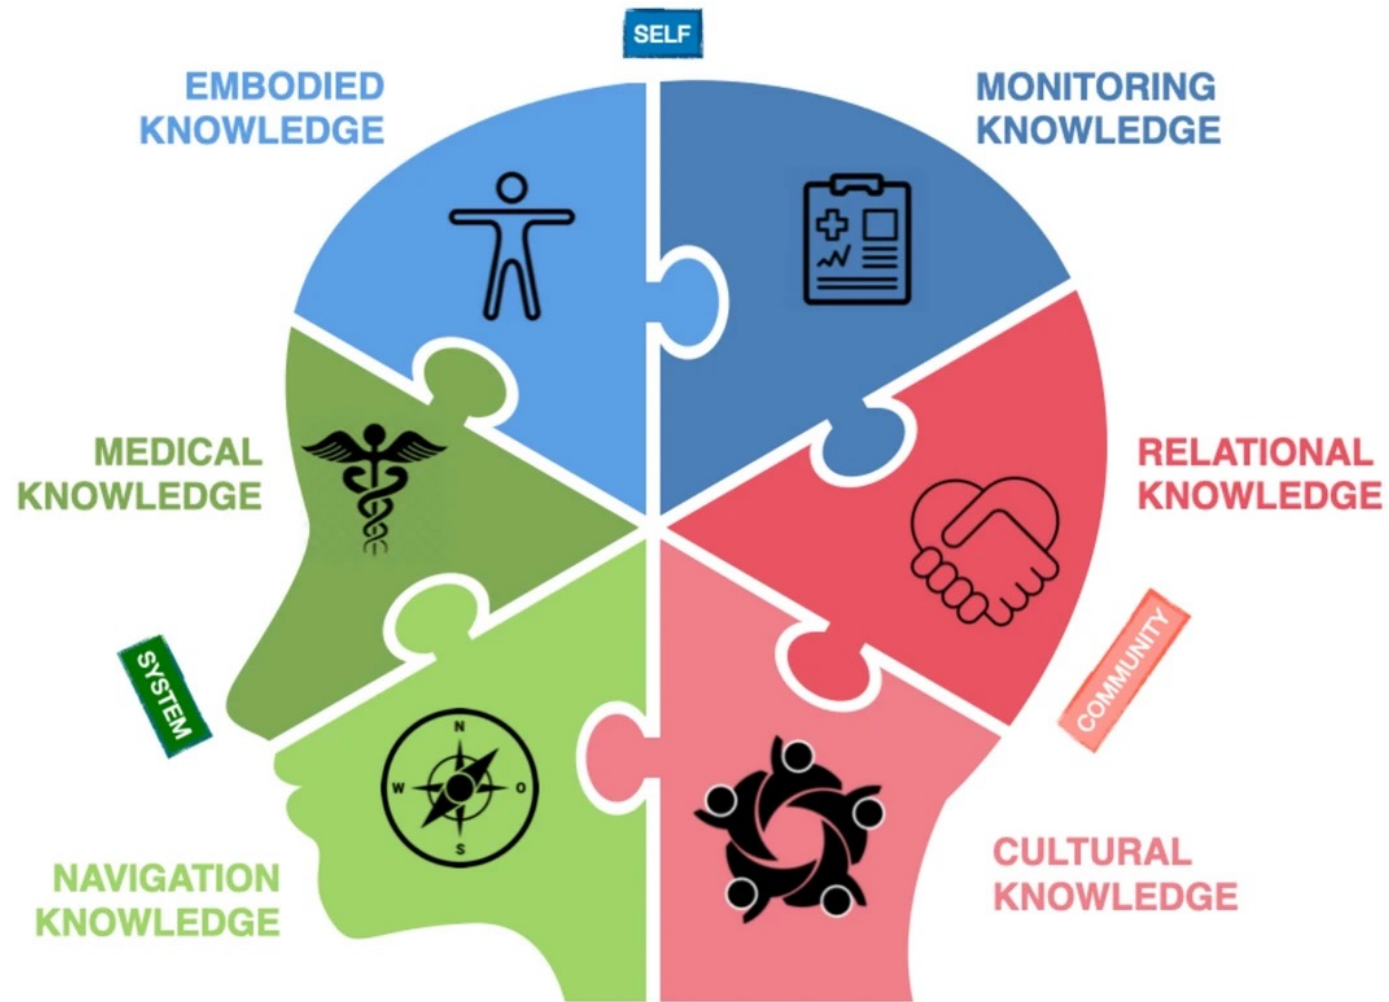 SELF
EMBODIED
KNOWLEDGE
MONITORING
KNOWLEDGE
MEDICAL
KNOWLEDGE
RELATIONAL
KNOWLEDGE
SYSTEM
COMMUNITY
N
W
O
S
NAVIGATION
KNOWLEDGE
CULTURAL
KNOWLEDGE